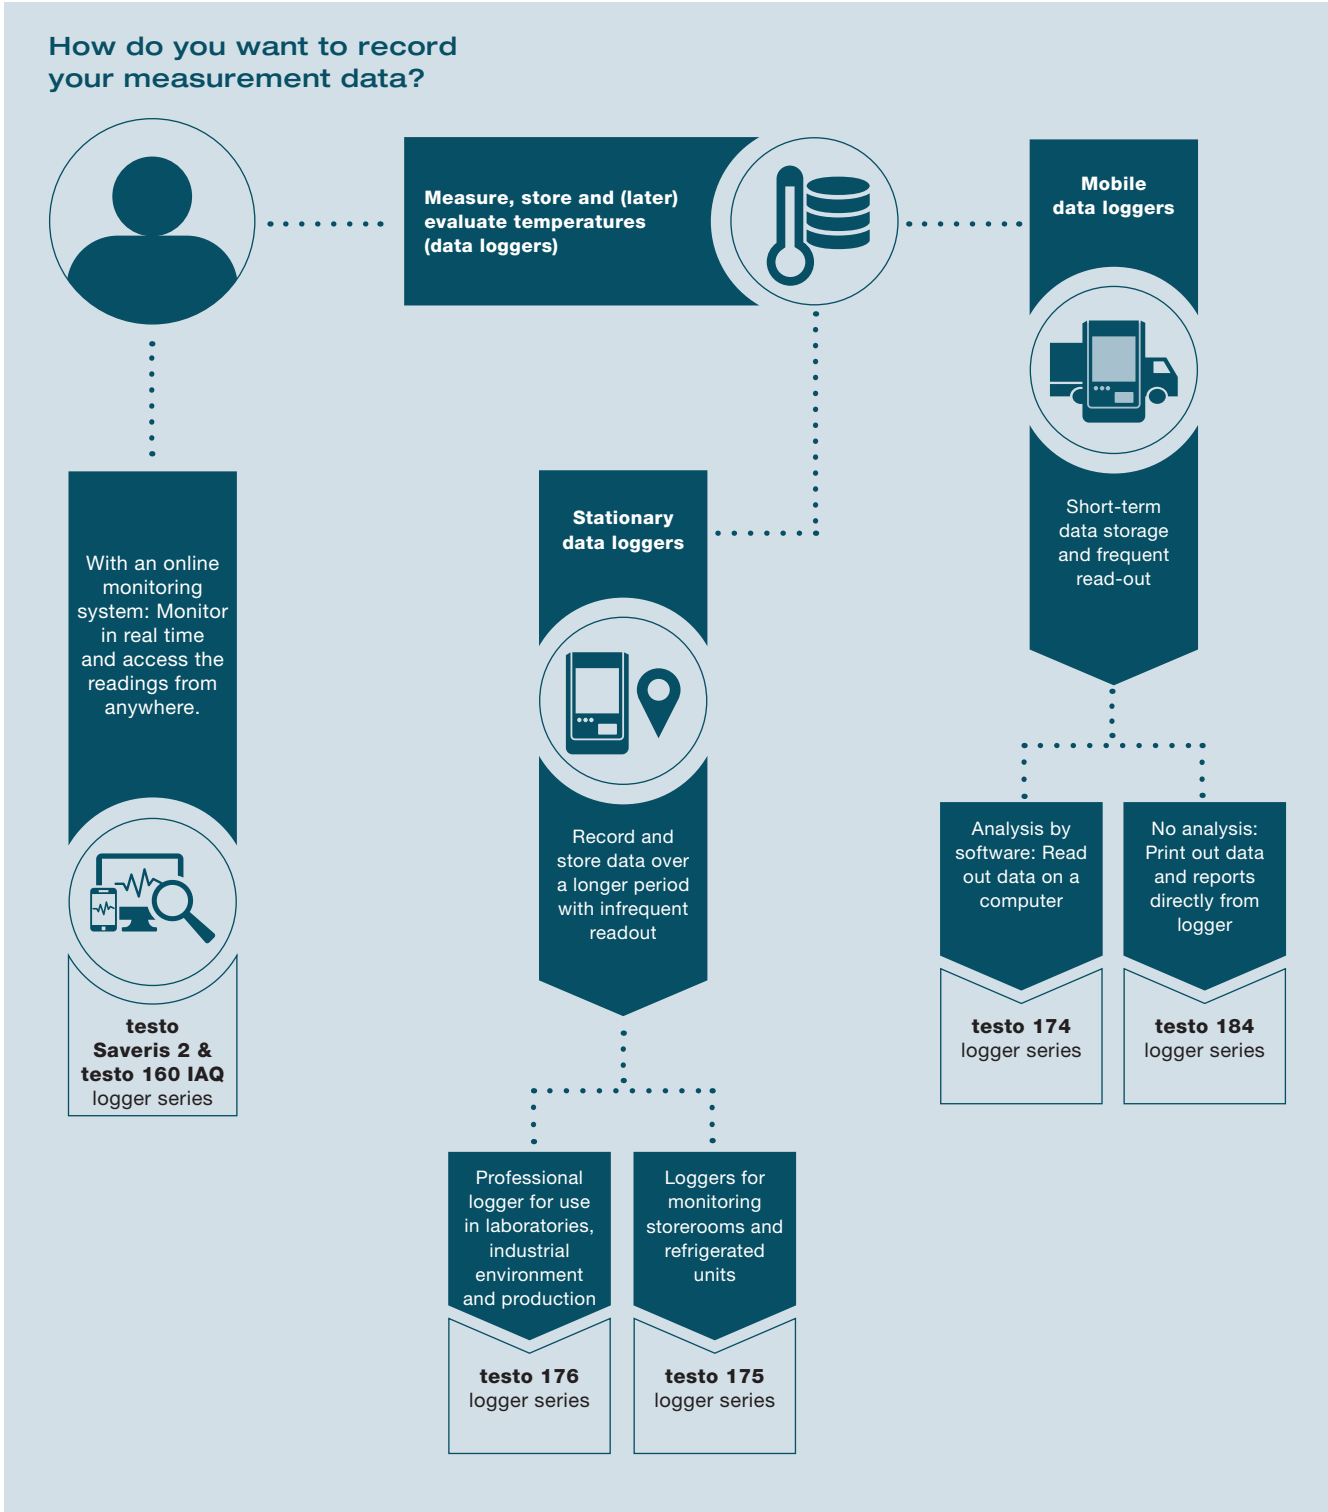 How do you want to record
your measurement data?
Measure, store and (later)
evaluate temperatures
(data loggers)
Mobile
data loggers
Short-term
data storage
and frequent
read-out
Analysis by
software: Read
out data on a
computer
testo 174
logger series
No analysis:
Print out data
and reports
directly from
logger
testo 184
logger series
Stationary
data loggers
Record and
store data over
a longer period
with infrequent
readout
Professional
logger for use
in laboratories,
industrial
environment
and production
testo 176
logger series
Loggers for
monitoring
storerooms and
refrigerated
units
testo 175
logger series
With an online
monitoring
system: Monitor
in real time
and access the
readings from
anywhere.
testo
Saveris 2 &
testo 160 IAQ
logger series